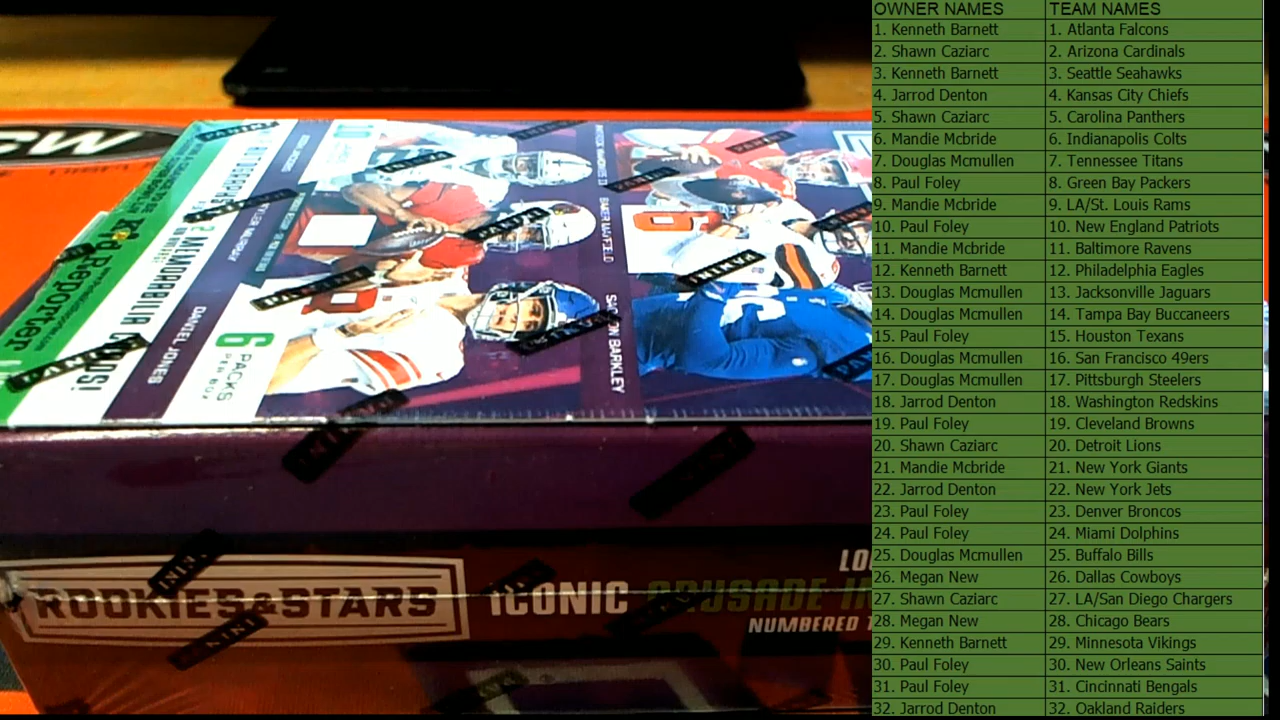 OWNER NAMES TEAM NAMES
1. Kenneth Barnett 1. Atlanta Falcons
2. Shawn Caziarc 2. Arizona Cardinals
3. Kenneth Barnett 3. Seattle Seahawks
4. Jarrod Denton 4. Kansas City Chiefs
5. Shawn Caziarc 5. Carolina Panthers
6. Mandie Mcbride 6. Indianapolis Colts
7. Douglas Mcmullen 7. Tennessee Titans
8. Paul Foley 8. Green Bay Packers
9. Mandie Mcbride 9. LA/St. Louis Rams
10. Paul Foley 10. New England Patriots
11. Mandie Mcbride 11. Baltimore Ravens
12. Kenneth Barnett 12. Philadelphia Eagles
13. Douglas Mcmullen 13. Jacksonville Jaguars
14. Douglas Mcmullen 14. Tampa Bay Buccaneers
15. Paul Foley 15. Houston Texans
16. Douglas Mcmullen 16. San Francisco 49ers
17. Douglas Mcmullen 17. Pittsburgh Steelers
18. Jarrod Denton 18. Washington Redskins
19. Paul Foley 19. Cleveland Browns
20. Shawn Caziarc 20. Detroit Lions
21. Mandie Mcbride 21. New York Giants
22. Jarrod Denton 22. New York Jets
23. Paul Foley 23. Denver Broncos
24. Paul Foley 24. Miami Dolphins
25. Douglas Mcmullen 25. Buffalo Bills
26. Megan New 26. Dallas Cowboys
27. Shawn Caziarc 27. LA/San Diego Chargers
28. Megan New 28. Chicago Bears
29. Kenneth Barnett 29. Minnesota Vikings
30. Paul Foley 30. New Orleans Saints
31. Paul Foley 31. Cincinnati Bengals
32. Jarrod Denton 32. Oakland Raiders
2 MEMORABILIA CARDS!
DANIEL JONES
6 PACKS
PER BOX
BAKER MAYFIELD
SAQUON BARKLEY
PANINI
ROOKIES & STARS
ICONIC CRUSADE
NUMBERED